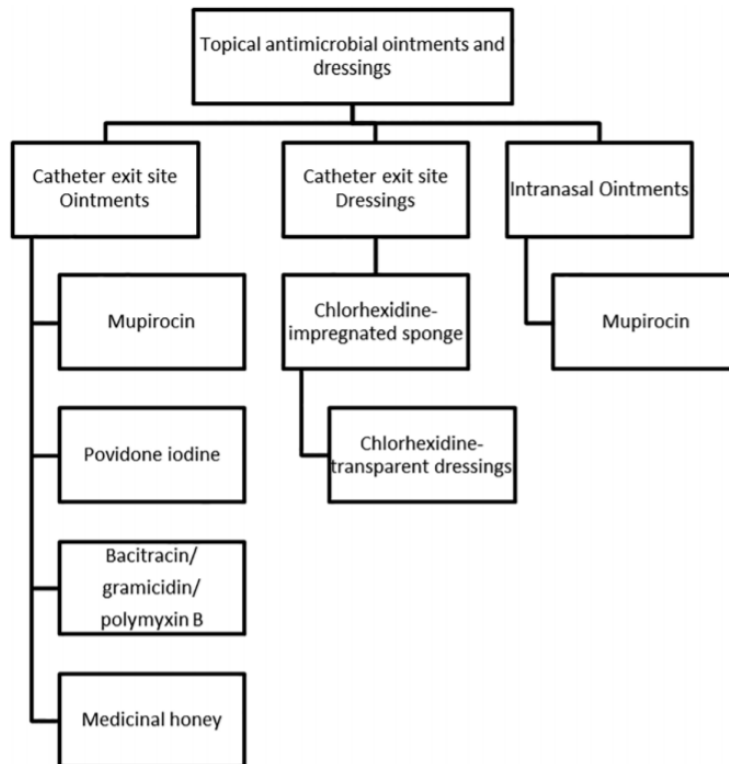 Topical antimicrobial ointments and
dressings
Catheter exit site
Ointments
Catheter exit site
Dressings
Intranasal Ointments
Mupirocin
Chlorhexidine-
impregnated sponge
Mupirocin
Povidone iodine
Chlorhexidine-
transparent dressings
Bacitracin/
gramicidin/
polymyxin B
Medicinal honey